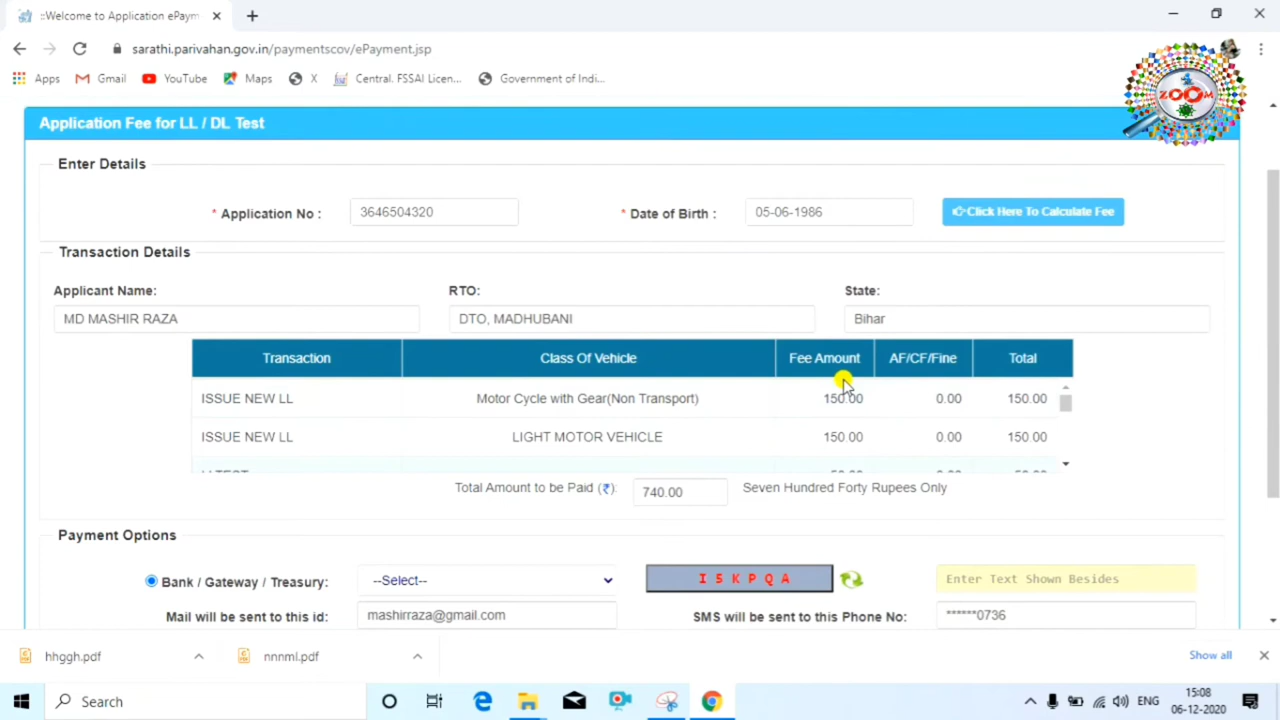 ::Welcome to Application ePaym
sarathi.parivahan.gov.in/paymentscov/ePayment.jsp
Apps Gmail YouTube Maps X Central. FSSAI Licen... Government of Indi...
ZOOM
Application Fee for LL / DL Test
Enter Details
* Application No : 3646504320 * Date of Birth : 05-06-1986 Click Here To Calculate Fee
Transaction Details
Applicant Name: RTO: State:
MD MASHIR RAZA DTO, MADHUBANI Bihar
Transaction Class Of Vehicle Fee Amount AF/CF/Fine Total
ISSUE NEW LL Motor Cycle with Gear(Non Transport) 150.00 0.00 150.00
ISSUE NEW LL LIGHT MOTOR VEHICLE 150.00 0.00 150.00
Total Amount to be Paid (₹): 740.00 Seven Hundred Forty Rupees Only
Payment Options
Bank / Gateway / Treasury: --Select-- I5KPQA Enter Text Shown Besides
Mail will be sent to this id: mashirraza@gmail.com SMS will be sent to this Phone No: ******0736
hhggh.pdf nnnml.pdf Show all
Search ENG 15:08
06-12-2020